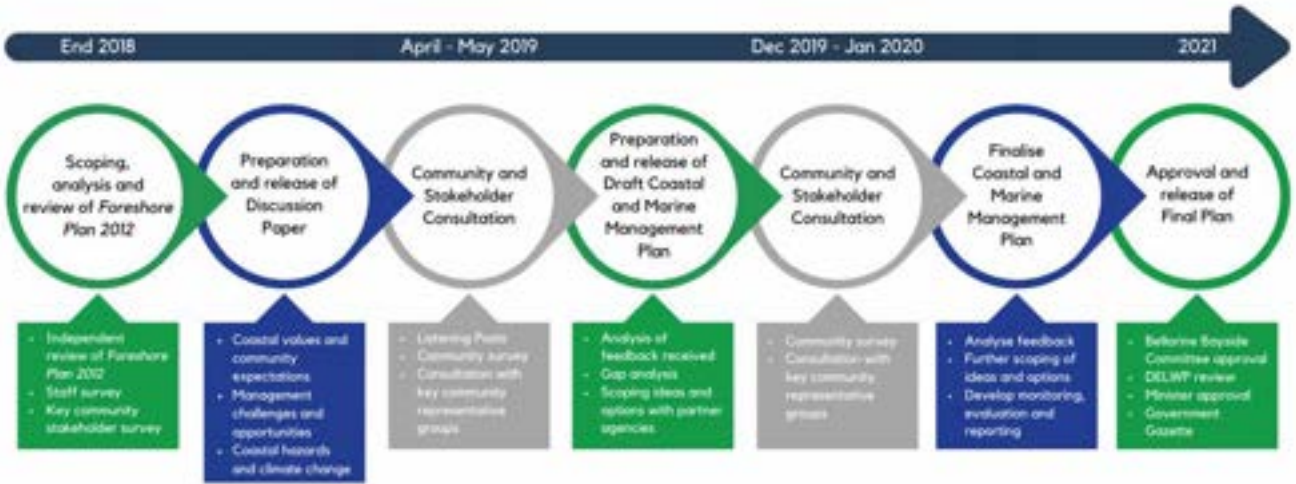 End 2018
April - May 2019
Dec 2019 - Jan 2020
2021
Scoping,
analysis and
review of Foreshore
Plan 2012
Preparation
and release of
Discussion
Paper
Community and
Stakeholder
Consultation
Preparation
and release of
Draft Coastal
and Marine
Management
Plan
Community and
Stakeholder
Consultation
Finalise
Coastal and
Marine
Management
Plan
Approval and
release of
Final Plan
- Independent
review of Foreshore
Plan 2012
- Staff survey
- Key community
stakeholder survey
- Coastal values and
community
expectations
- Management
challenges and
opportunities
- Coastal hazards
and climate change
- Listening Posts
- Community survey
- Consultation with
key community
representative
groups
- Analysis of
feedback received
- Gap analysis
- Scoping ideas and
options with partner
agencies
- Community survey
- Consultation with
key community
representative
groups
- Analyse feedback
- Further scoping of
ideas and options
- Develop monitoring,
evaluation and
reporting
- Bellarine Bayside
Committee approval
- DELWP review
- Minister approval
- Government
Gazette